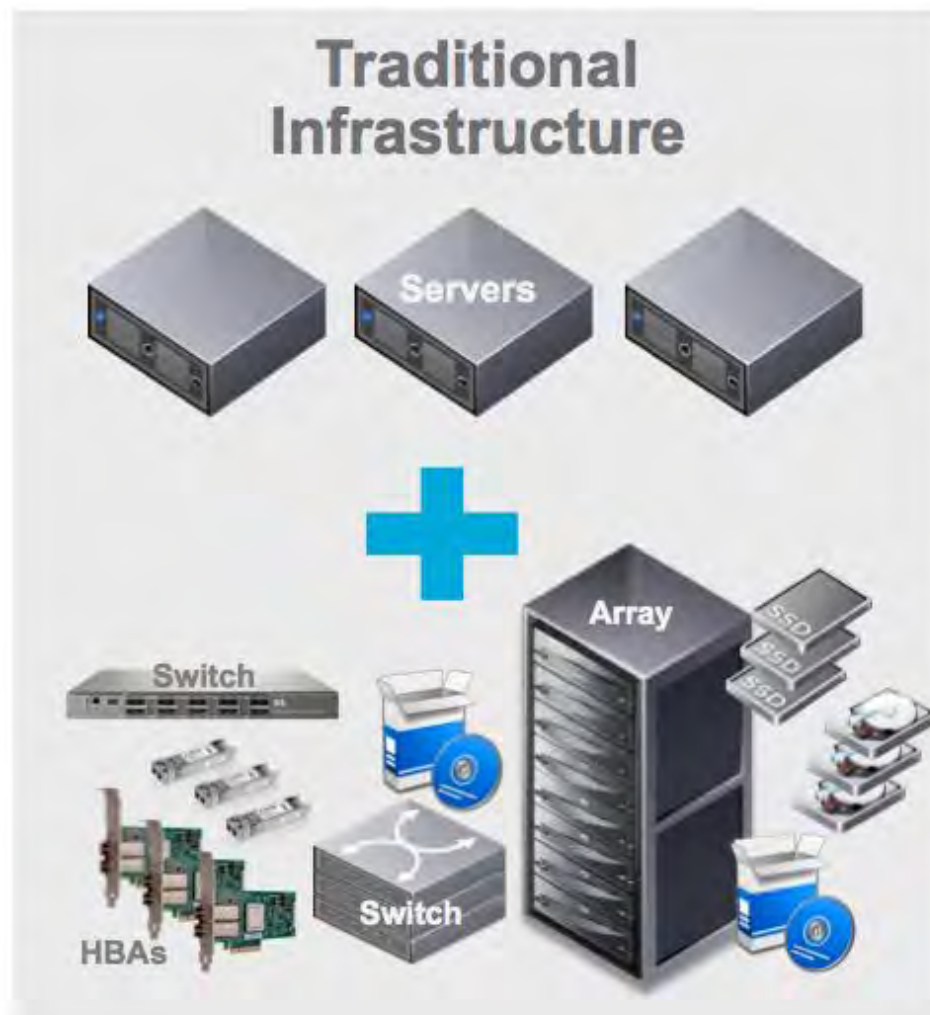 Traditional
Infrastructure
Servers
Array
SSD
SSD
SSD
Switch
Switch
HBAs